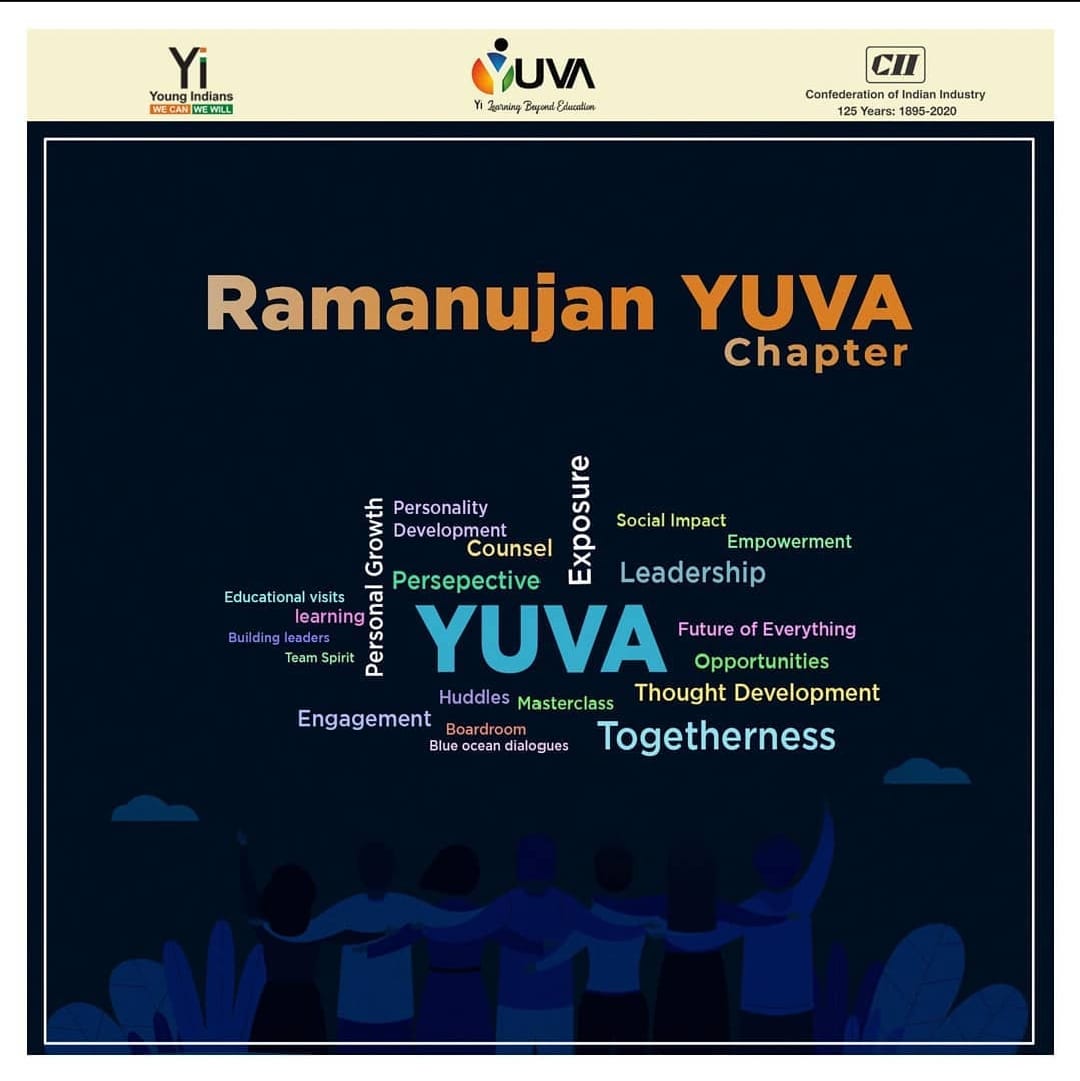 Yi
Young Indians
WE CAN WE WILL
YUVA
Yi Learning Beyond Education
CII
Confederation of Indian Industry
125 Years: 1895-2020
Ramanujan YUVA
Chapter
Personal Growth
Personality
Development
Counsel
Persepective
Exposure
Social Impact
Empowerment
Leadership
Educational visits
learning
Building leaders
Team Spirit
YUVA
Future of Everything
Opportunities
Thought Development
Huddles
Masterclass
Engagement
Boardroom
Blue ocean dialogues
Togetherness